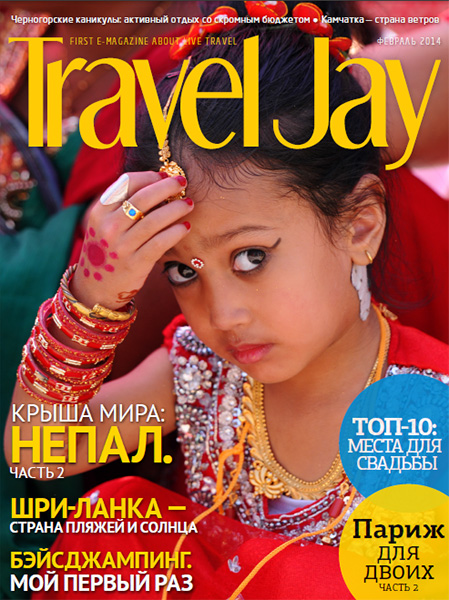 Черногорские каникулы: активный отдых со скромным бюджетом ● Камчатка – страна ветров
FIRST E-MAGAZINE ABOUT LIVE TRAVEL
ФЕВРАЛЬ 2014
Travel Jay
КРЫША МИРА:
НЕПАЛ.
ЧАСТЬ 2
ШРИ-ЛАНКА –
СТРАНА ПЛЯЖЕЙ И СОЛНЦА
БЭЙСДЖАМПИНГ.
МОЙ ПЕРВЫЙ РАЗ
ТОП-10:
МЕСТА ДЛЯ
СВАДЬБЫ
Париж
ДЛЯ
ДВОИХ
ЧАСТЬ 2